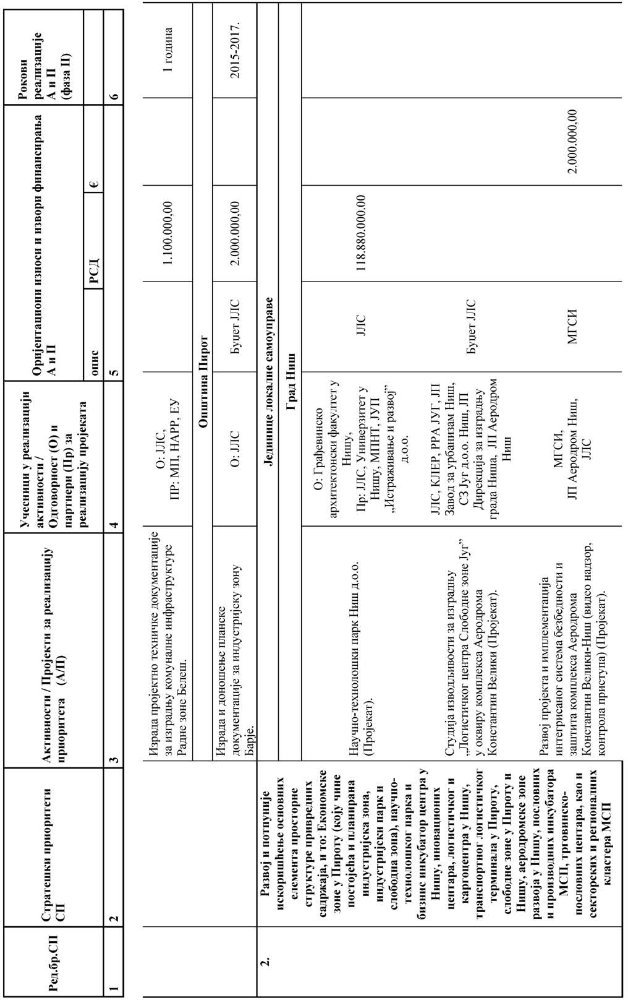 Ред.бр.СП
Стратешки приоритети
СП
Активности / Пројекти за реализацију
приоритета (А/П)
Учесници у реализацији
активности /
Одговорност (О) и
партнери (Пр) за
реализацију пројеката
Оријентациони износи и извори финансирања
А и П
Рокови
реализације
А и П
(фаза II)
опис
РСД
€
1
2
3
4
5
6
Израда пројектно техничке документације
за изградњу комуналне инфраструктуре
Радне зоне Белеш.
О: ЈЛС,
ПР: МП, НАРР, ЕУ
1.100.000,00
1 година
Општина Пирот
Израда и доношење планске
документације за индустријску зону
Барје.
О: ЈЛС
Буџет ЈЛС
2.000.000,00
2015-2017.
2.
Развој и потпуније
искоришћење основних
елемента просторне
структуре привредних
садржаја, и то: Економске
зоне у Пироту (коју чине
постојећа и планирана
индустријска зона,
индустријски парк и
слободна зона), научно-
технолошког парка и
бизнис инкубатор центра у
Нишу, иновационих
центара, логистичког и
каргоцентра у Нишу,
транспортног логистичког
терминала у Пироту,
слободне зоне у Пироту и
Нишу, аеродромске зоне
развоја у Нишу, пословних
и производних инкубатора
МСП, трговинско-
пословних центара, као и
секторских и регионалних
кластера МСП
Јединице локалне самоуправе
Град Ниш
Научно-технолошки парк Ниш д.о.о.
(Пројекат).
О: Грађевинско
архитектонски факултет у
Нишу,
Пр: ЈЛС, Универзитет у
Нишу, МПНТ, ЈУП
„Истраживање и развој”
д.о.о.
ЈЛС
118.880.000.00
Студија изводљивости за изградњу
„Логистичког центра Слободне зоне Југ”
у оквиру комплекса Аеродрома
Константин Велики (Пројекат).
ЈЛС, КЛЕР, РРА ЈУГ, ЈП
Завод за урбанизам Ниш,
СЗ Југ д.о.о. Ниш, ЈП
Дирекција за изградњу
града Ниша, ЈП Аеродром
Ниш
Буџет ЈЛС
Развој пројекта и имплементација
интегрисаног система безбедности и
заштита комплекса Аеродрома
Константин Велики-Ниш (видео надзор,
контрола приступа) (Пројекат).
МГСИ,
ЈП Аеродром Ниш,
ЈЛС
МГСИ
2.000.000,00